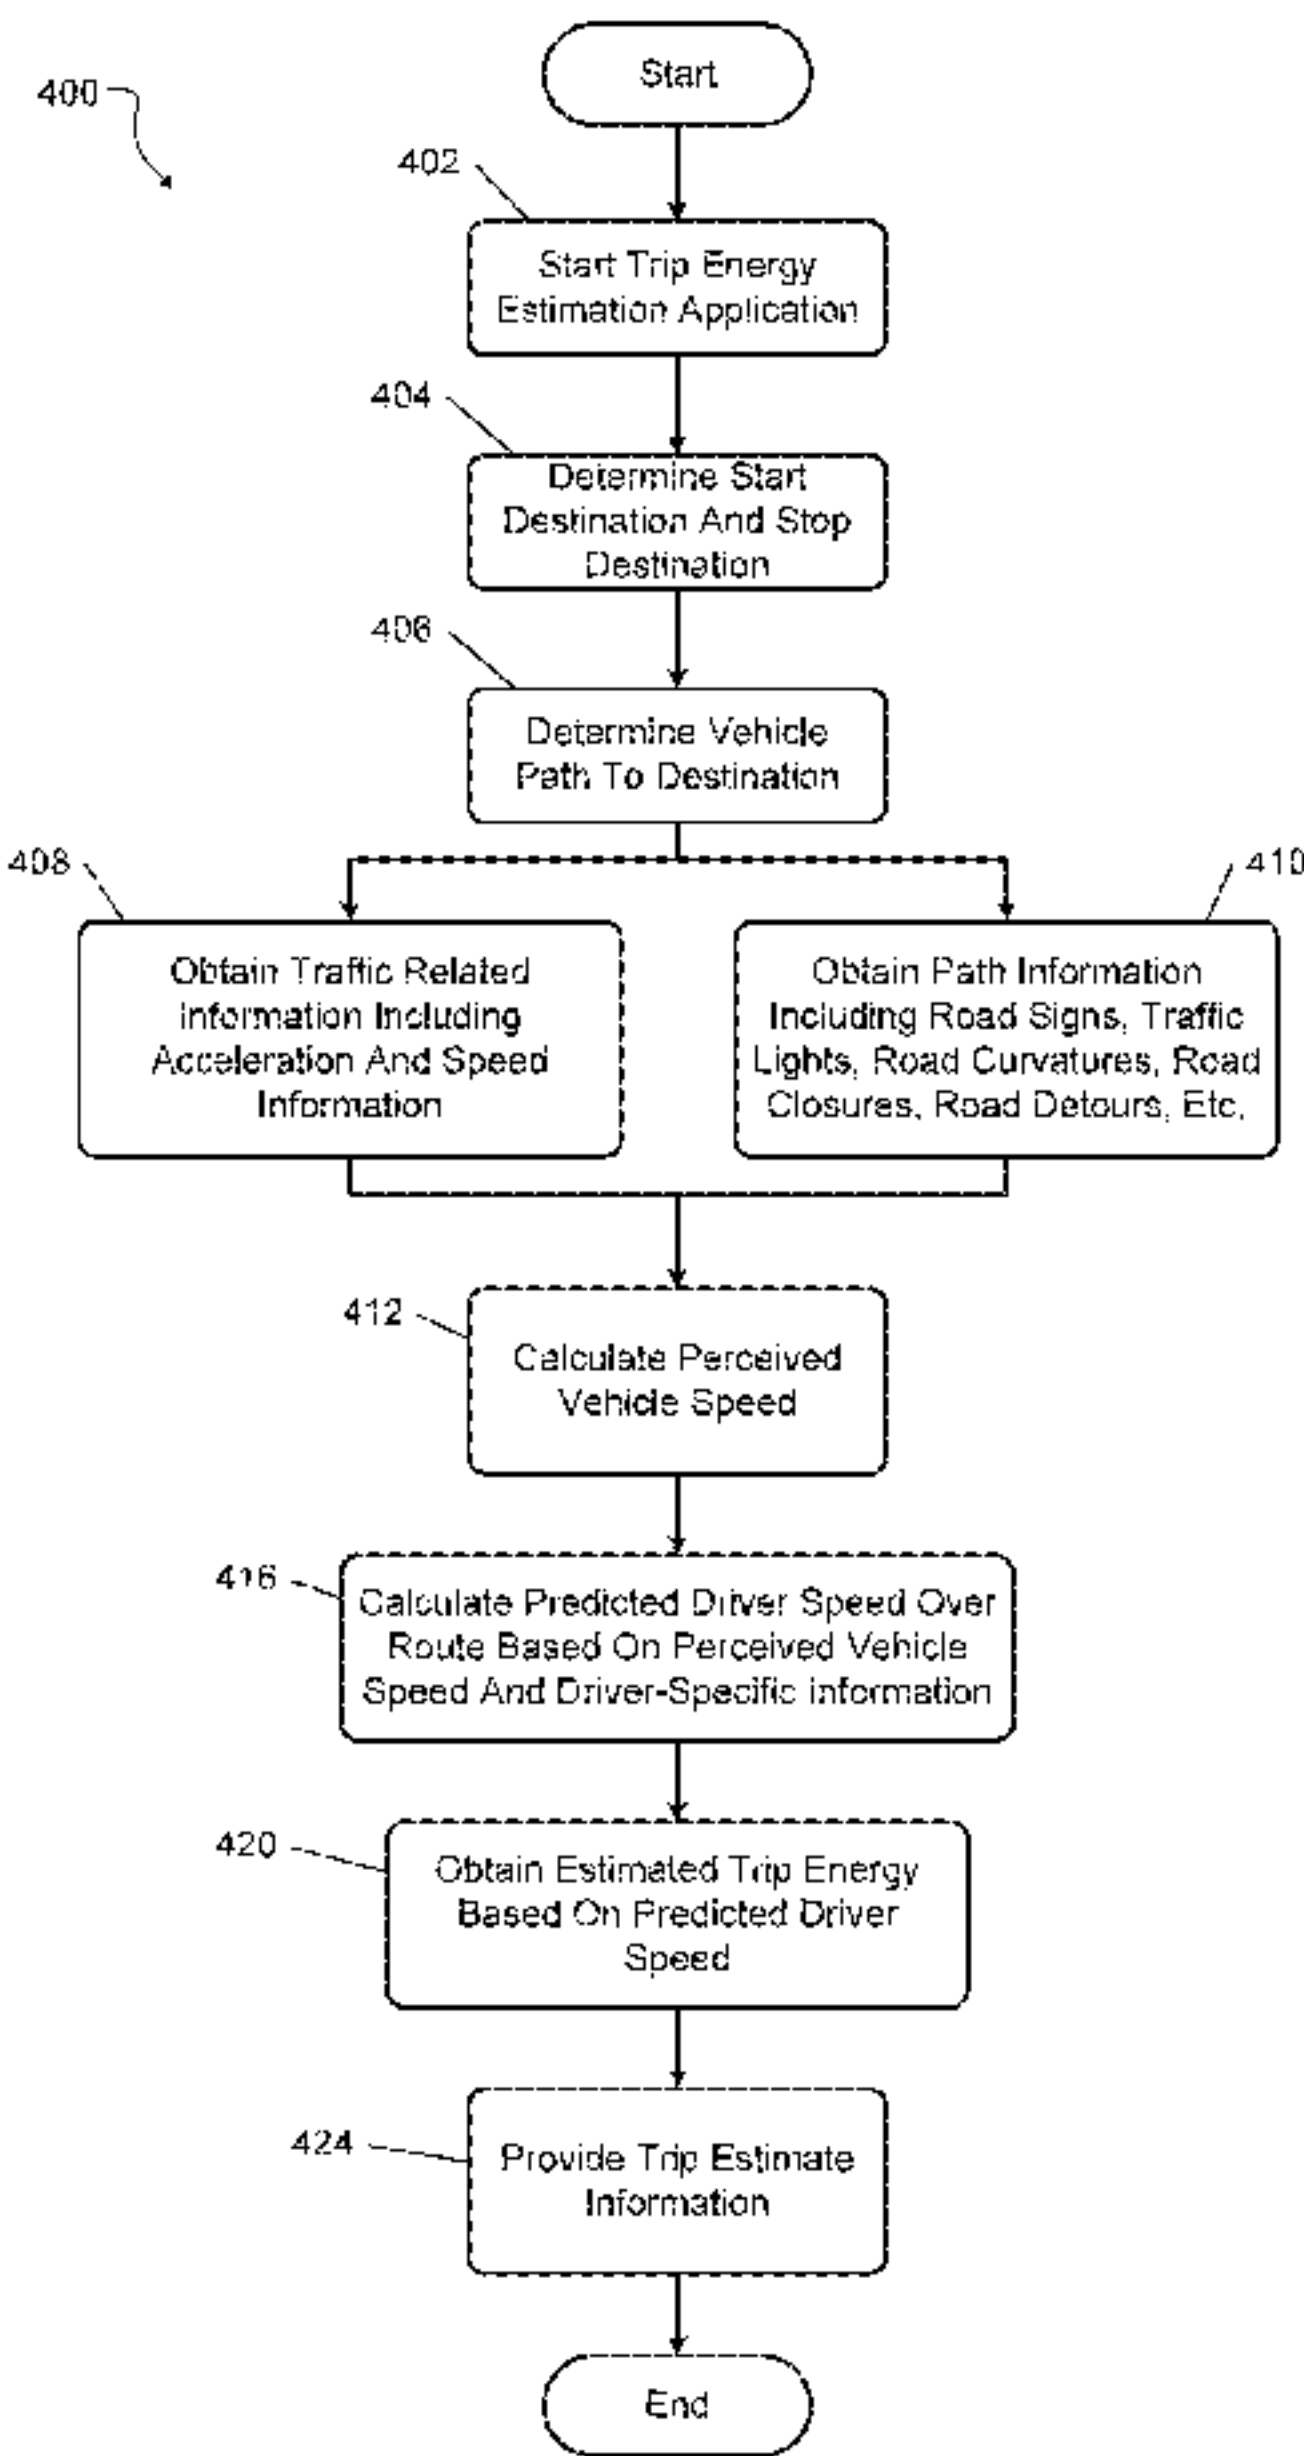 Start
400
402
Start Trip Energy
Estimation Application
404
Determine Start
Destination And Stop
Destination
406
Determine Vehicle
Path To Destination
408
410
Obtain Traffic Related
Information Including
Acceleration And Speed
Information
Obtain Path Information
Including Road Signs, Traffic
Lights, Road Curvatures, Road
Closures, Road Detours, Etc.
412
Calculate Perceived
Vehicle Speed
416
Calculate Predicted Driver Speed Over
Route Based On Perceived Vehicle
Speed And Driver-Specific Information
420
Obtain Estimated Trip Energy
Based On Predicted Driver
Speed
424
Provide Trip Estimate
Information
End